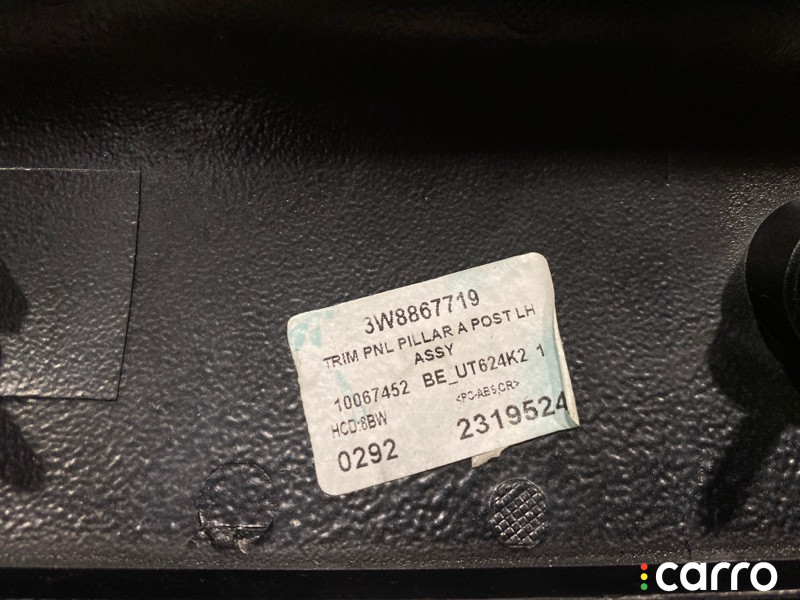 3W8867719
TRIM PNL PILLAR A POST LH
ASSY
10067452 BE_UT624K2 1
HCD:8BW <PC-ABS,CR>
0292 2319524
carro